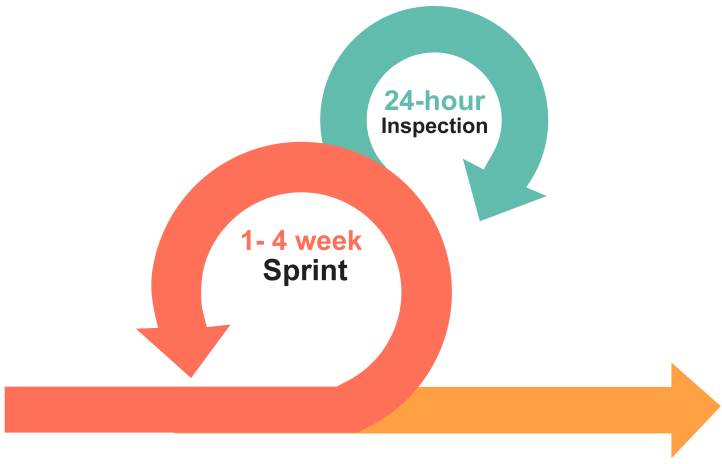 24-hour
Inspection
1- 4 week
Sprint